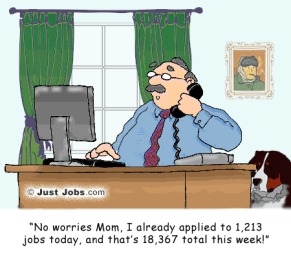 © Just Jobs.com
"No worries Mom, I already applied to 1,213
jobs today, and that's 18,367 total this week!"